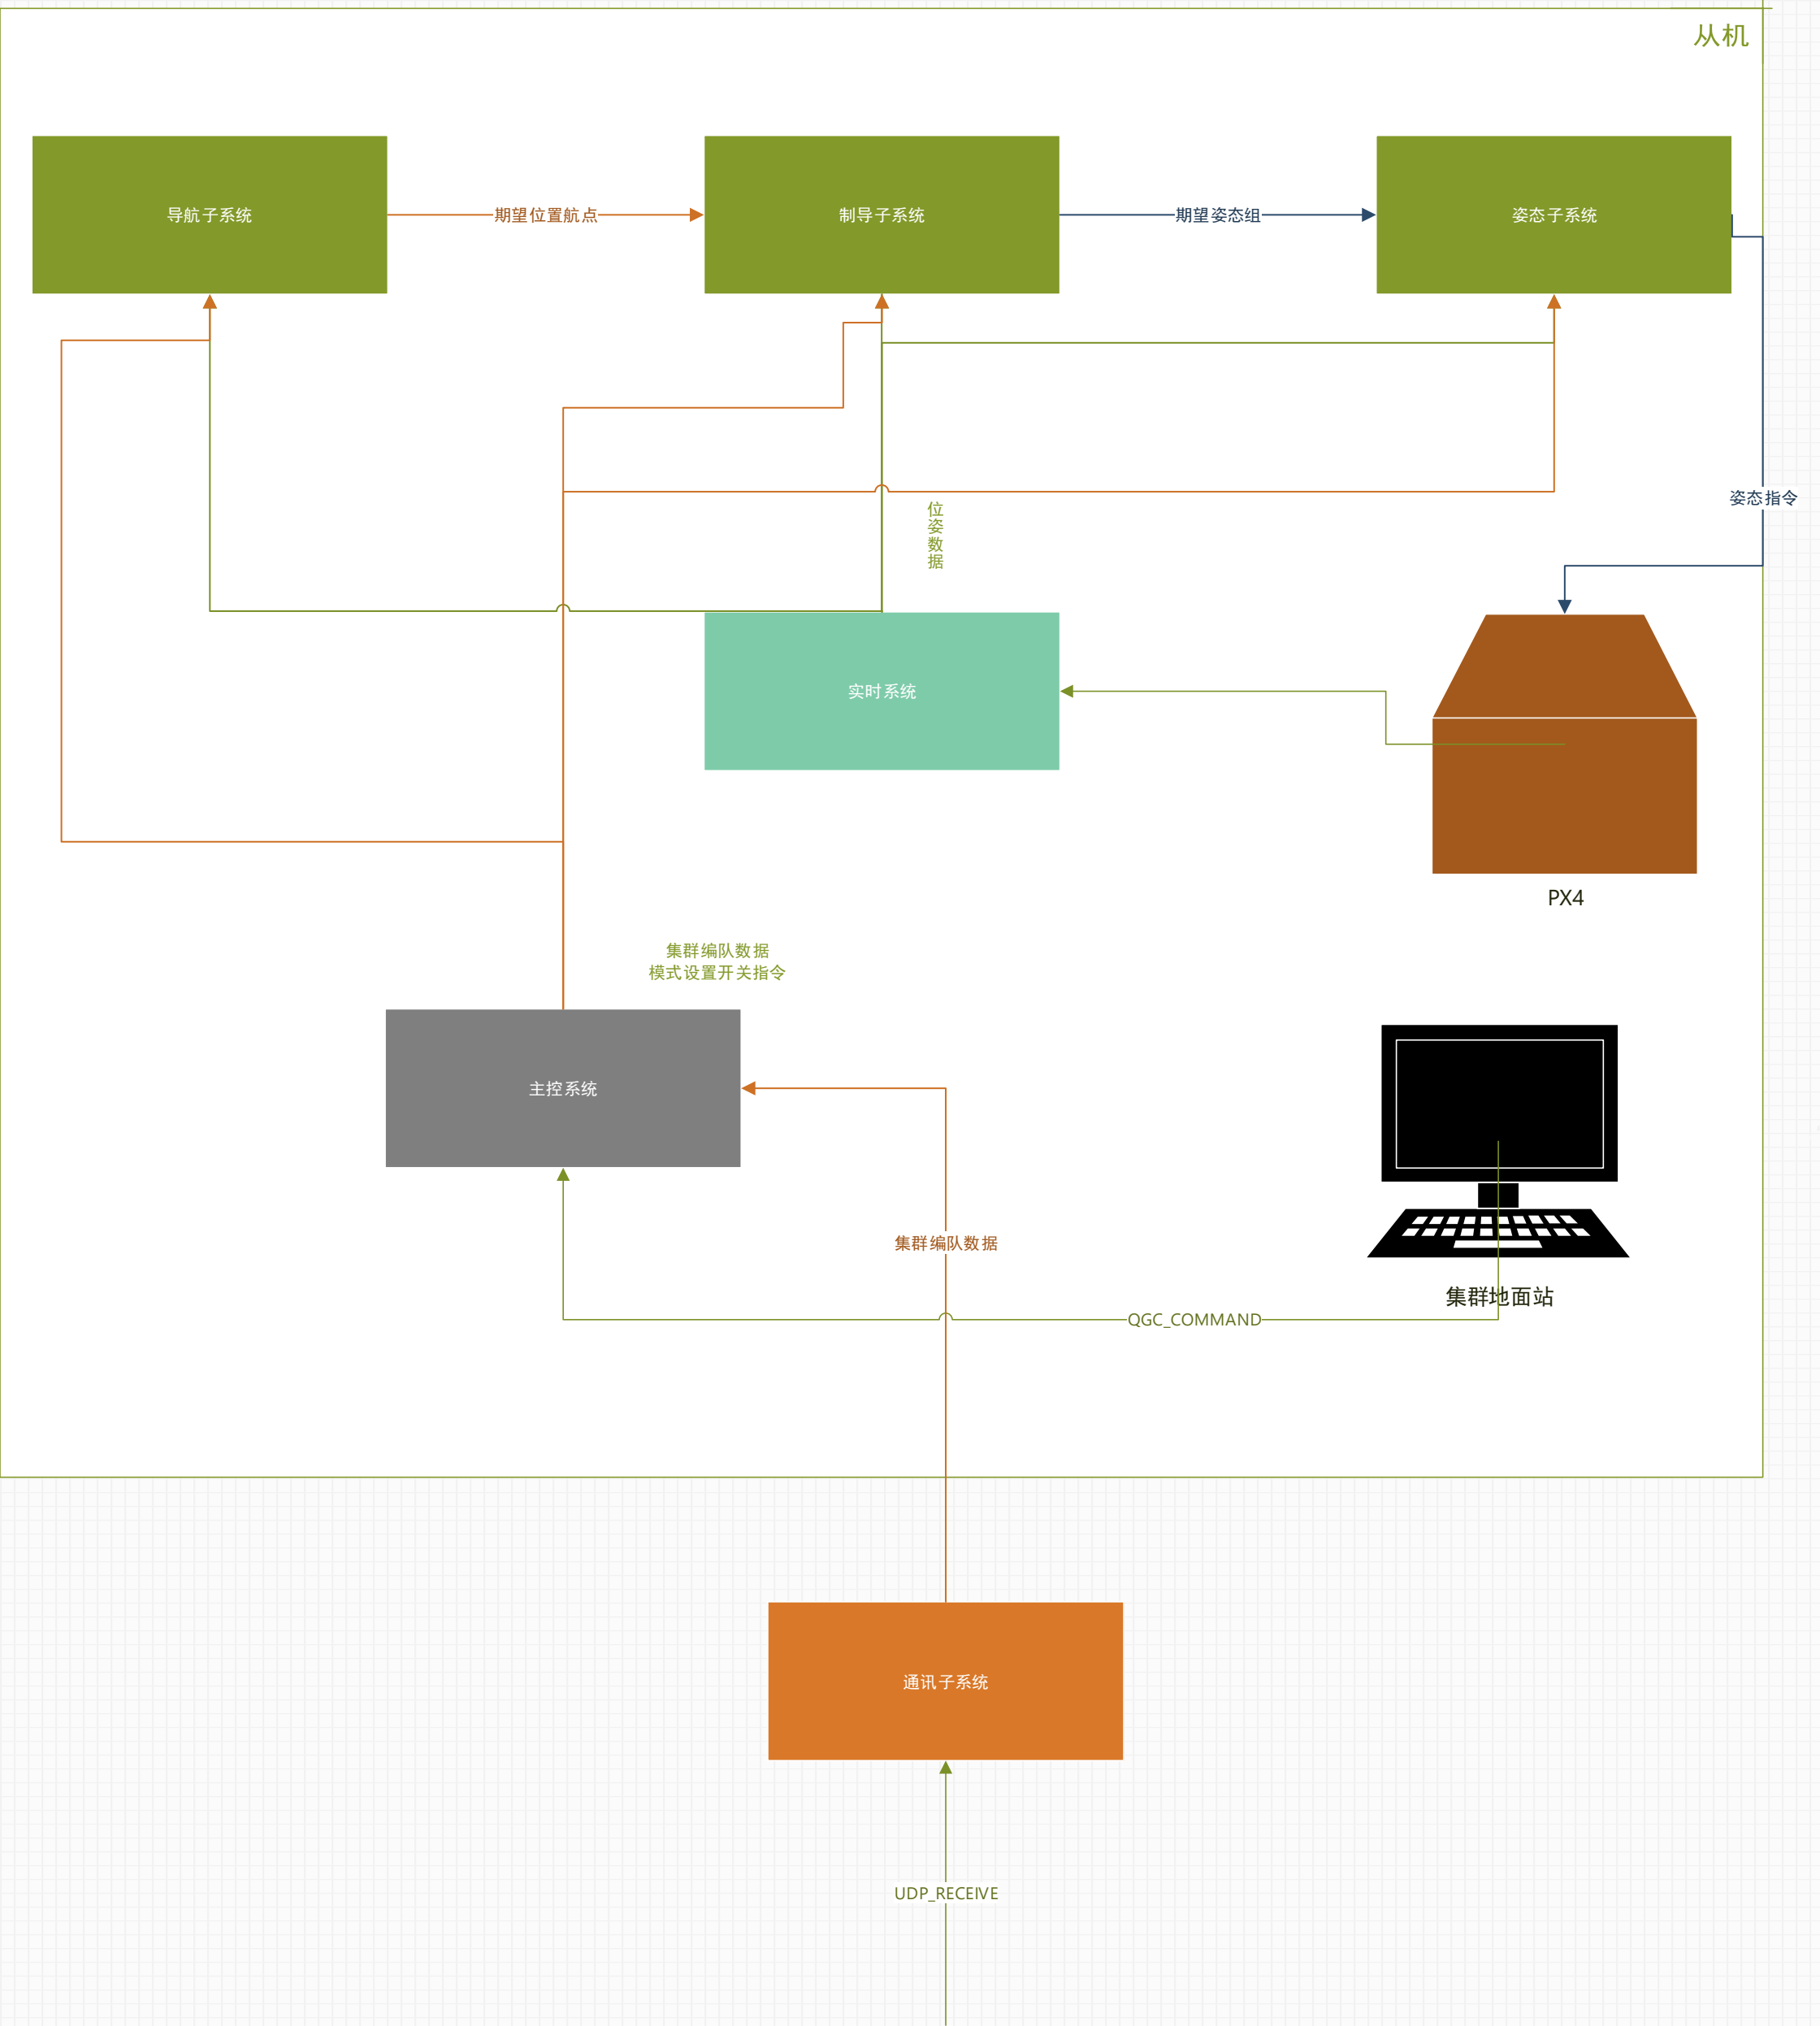 从机
导航子系统
期望位置航点
制导子系统
期望姿态组
姿态子系统
姿态指令
位
姿
数
据
实时系统
PX4
集群编队数据
模式设置开关指令
主控系统
集群编队数据
集群地面站
QGC_COMMAND
通讯子系统
UDP_RECEIVE